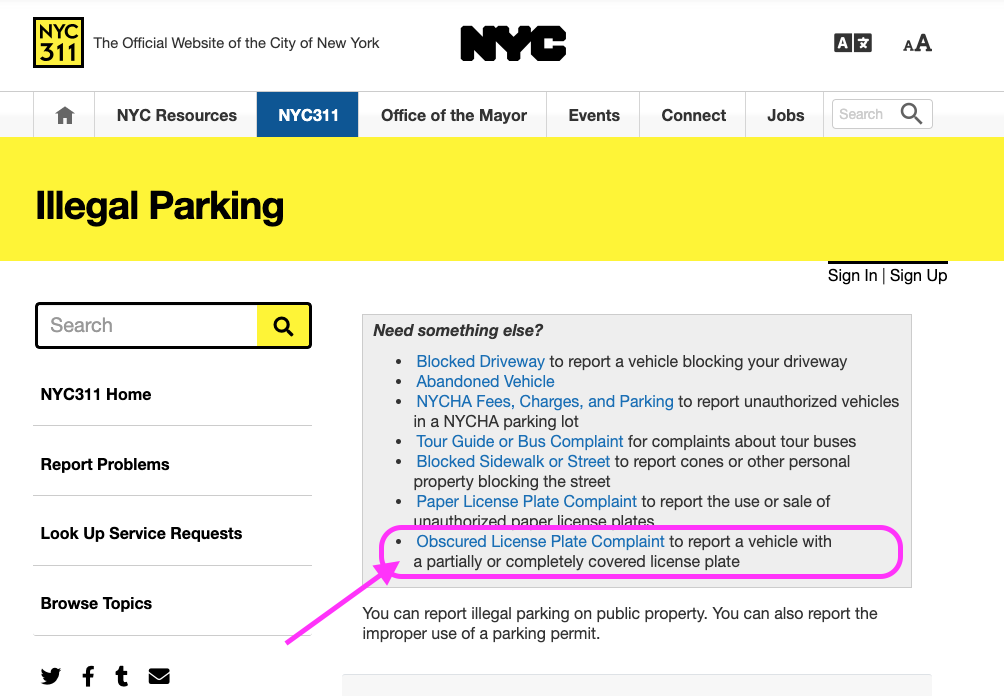 NYC
311
The Official Website of the City of New York
NYC
A
aA
NYC Resources
NYC311
Office of the Mayor
Events
Connect
Jobs
Search
Illegal Parking
Sign In | Sign Up
Search
NYC311 Home
Report Problems
Look Up Service Requests
Browse Topics
Need something else?
• Blocked Driveway to report a vehicle blocking your driveway
• Abandoned Vehicle
• NYCHA Fees, Charges, and Parking to report unauthorized vehicles
in a NYCHA parking lot
• Tour Guide or Bus Complaint for complaints about tour buses
• Blocked Sidewalk or Street to report cones or other personal
property blocking the street
• Paper License Plate Complaint to report the use or sale of
unauthorized paper license plates
• Obscured License Plate Complaint to report a vehicle with
a partially or completely covered license plate
You can report illegal parking on public property. You can also report the
improper use of a parking permit.